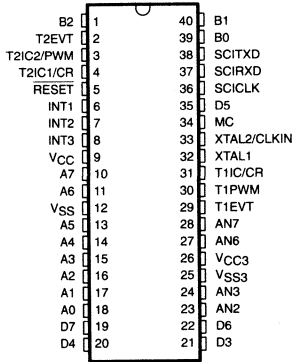 B2 1 40 B1
T2EVT 2 39 B0
T2IC2/PWM 3 38 SCITXD
T2IC1/CR 4 37 SCIRXD
RESET 5 36 SCICLK
INT1 6 35 D5
INT2 7 34 MC
INT3 8 33 XTAL2/CLKIN
VCC 9 32 XTAL1
A7 10 31 T1IC/CR
A6 11 30 T1PWM
VSS 12 29 T1EVT
A5 13 28 AN7
A4 14 27 AN6
A3 15 26 VCC3
A2 16 25 VSS3
A1 17 24 AN3
A0 18 23 AN2
D7 19 22 D6
D4 20 21 D3